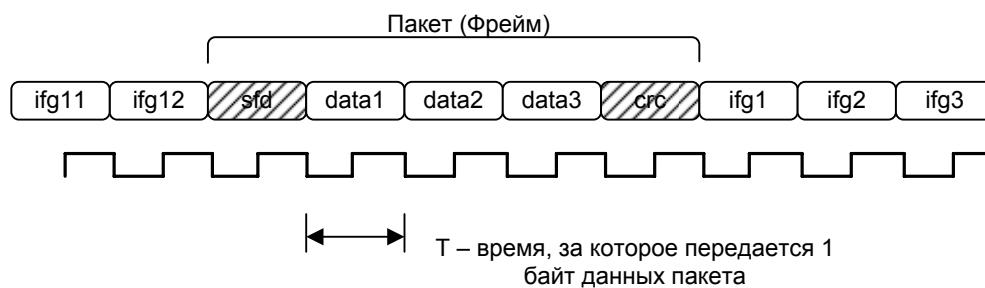 Пакет (Фрейм)
ifg11 ifg12 sfd data1 data2 data3 crc ifg1 ifg2 ifg3
T – время, за которое передается 1
байт данных пакета